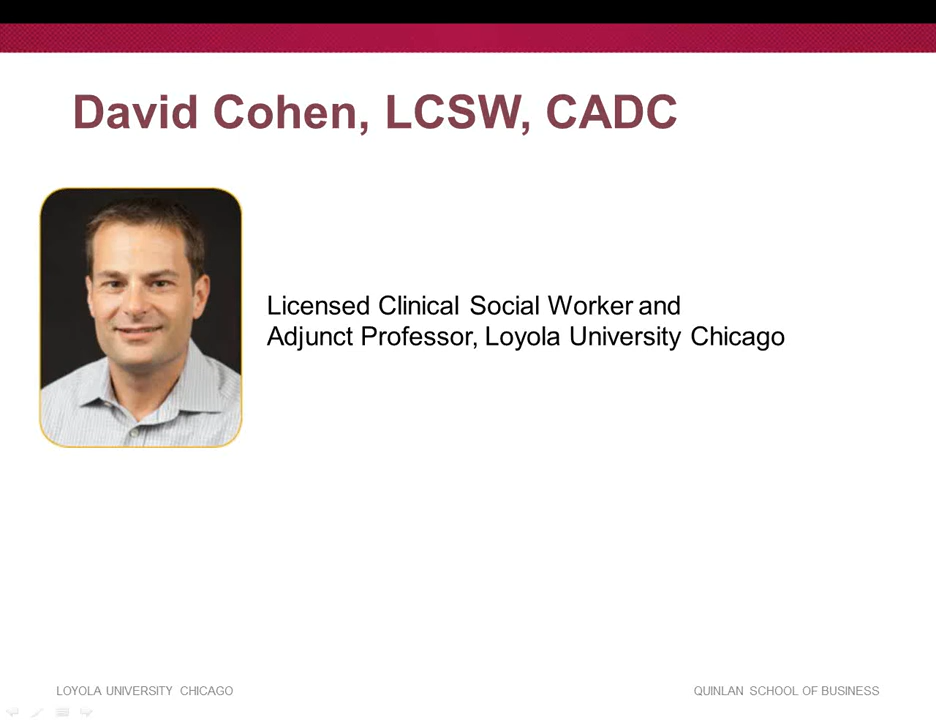 David Cohen, LCSW, CADC
Licensed Clinical Social Worker and
Adjunct Professor, Loyola University Chicago
LOYOLA UNIVERSITY CHICAGO
QUINLAN SCHOOL OF BUSINESS